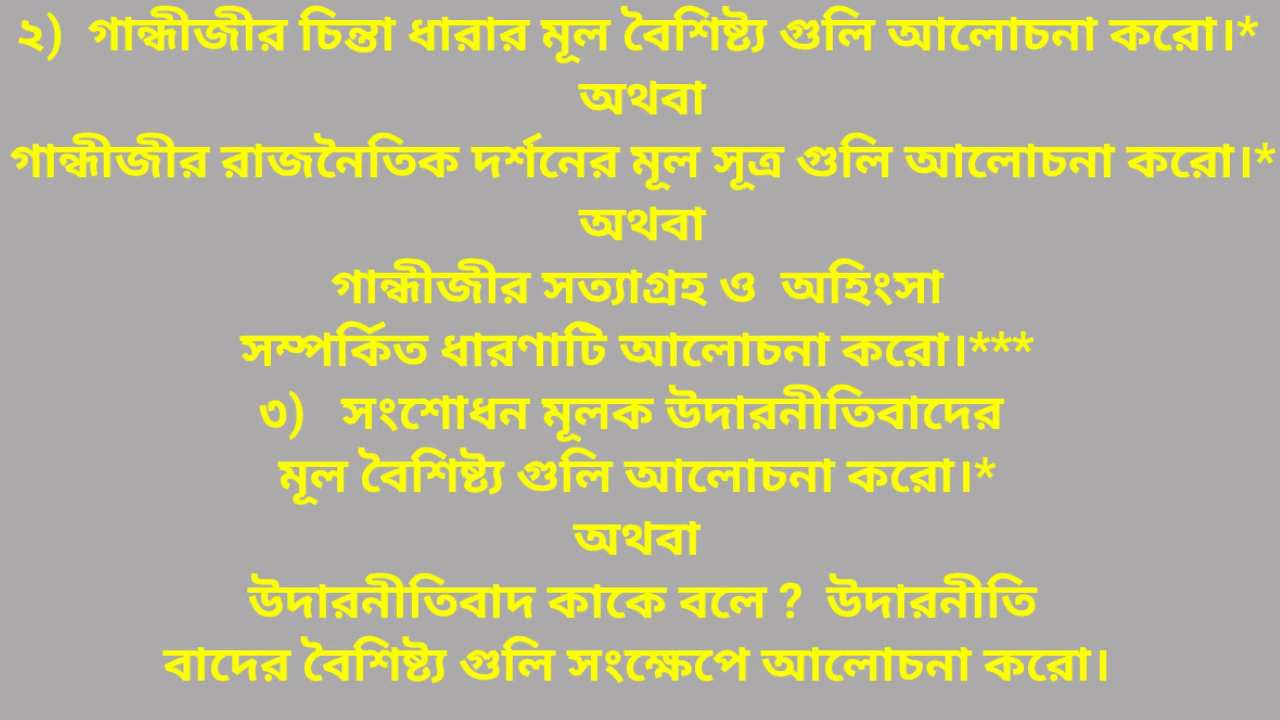 ২)  গান্ধীজীর চিন্তা ধারার মূল বৈশিষ্ট্য গুলি আলোচনা করো।*
অথবা
গান্ধীজীর রাজনৈতিক দর্শনের মূল সূত্র গুলি আলোচনা করো।*
অথবা
গান্ধীজীর সত্যাগ্রহ ও  অহিংসা
সম্পর্কিত ধারণাটি আলোচনা করো।***
৩)   সংশোধন মূলক উদারনীতিবাদের
মূল বৈশিষ্ট্য গুলি আলোচনা করো।*
অথবা
উদারনীতিবাদ কাকে বলে ?  উদারনীতি
বাদের বৈশিষ্ট্য গুলি সংক্ষেপে আলোচনা করো।